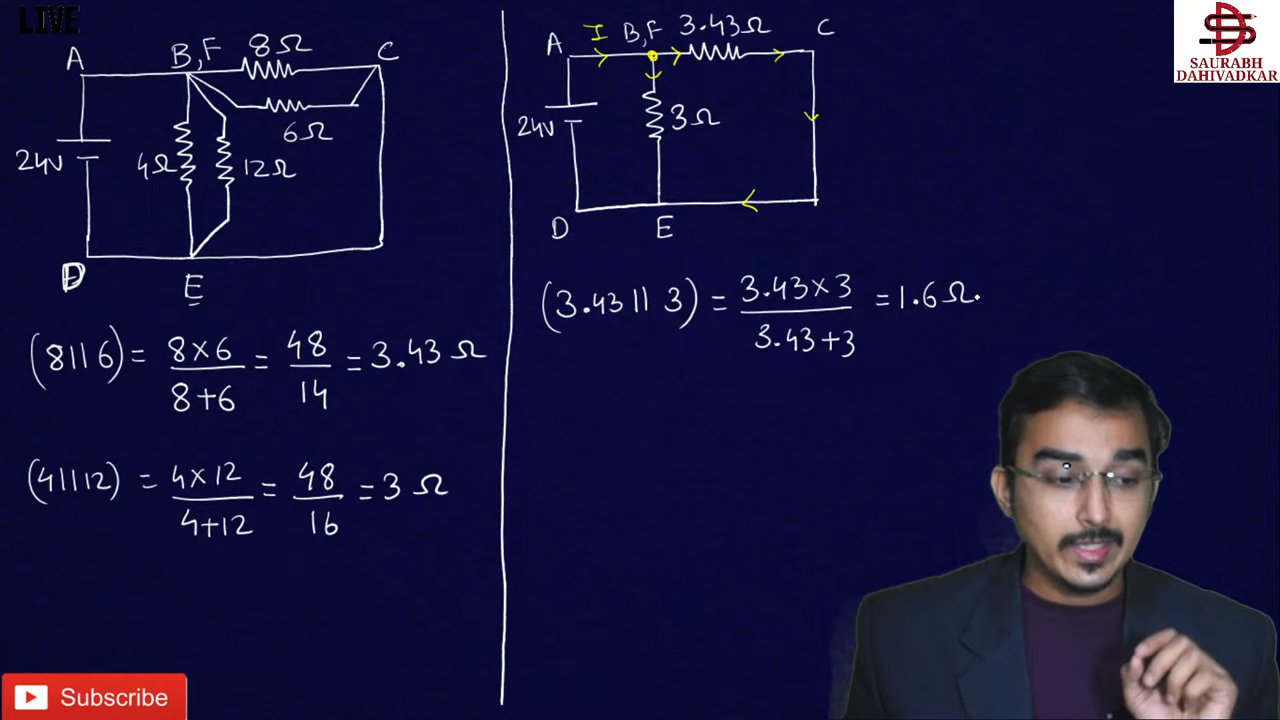 LIVE
A B,F 8Ω C
6Ω
24V 4Ω 12Ω
D E
(8||6) = 8×6 / 8+6 = 48 / 14 = 3.43 Ω
(4||12) = 4×12 / 4+12 = 48 / 16 = 3 Ω
A I B,F 3.43Ω C
24V 3Ω
D E
(3.43 || 3) = 3.43×3 / 3.43+3 = 1.6 Ω.
SAURABH
DAHIVADKAR
Subscribe